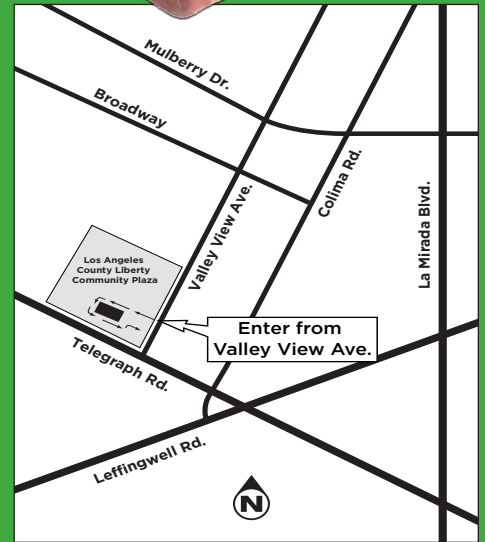 Mulberry Dr.
Broadway
Valley View Ave.
Colima Rd.
La Mirada Blvd.
Los Angeles
County Liberty
Community Plaza
Enter from
Valley View Ave.
Telegraph Rd.
Leffingwell Rd.
N